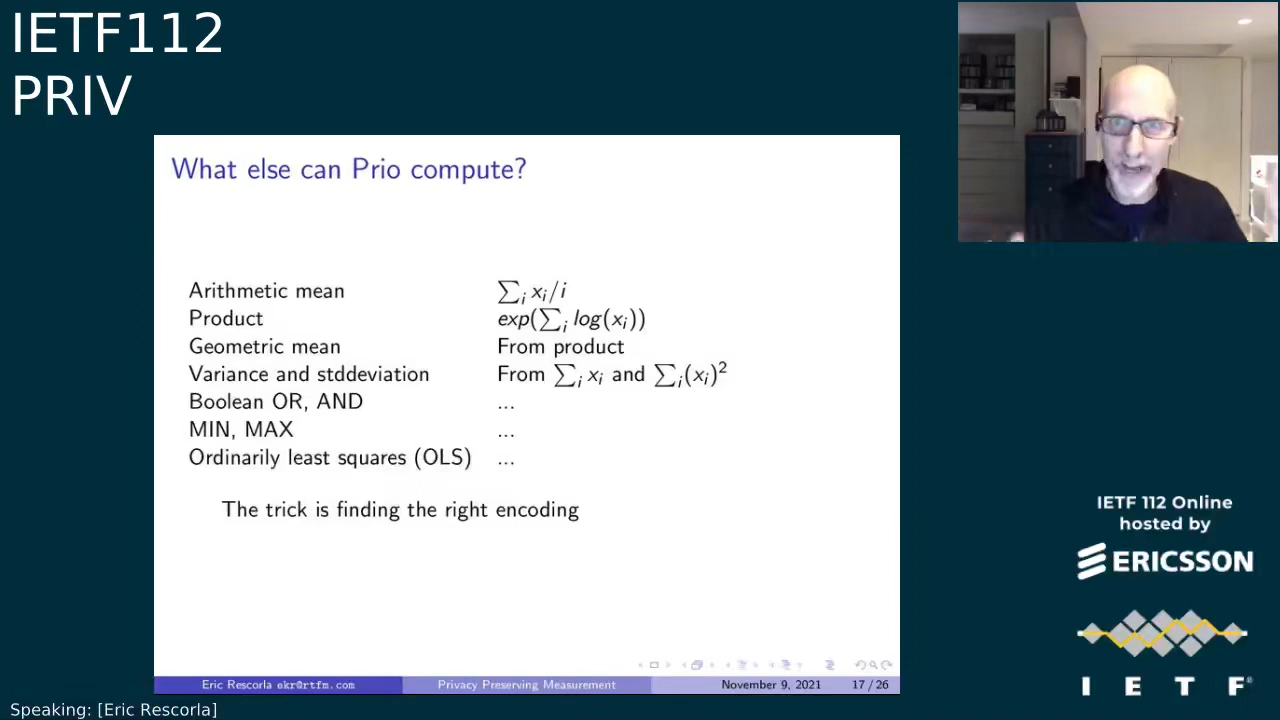 IETF112
PRIV
What else can Prio compute?
Arithmetic mean ∑i xi/i
Product exp(∑i log(xi))
Geometric mean From product
Variance and stddeviation From ∑i xi and ∑i(xi)²
Boolean OR, AND ...
MIN, MAX ...
Ordinarily least squares (OLS) ...
The trick is finding the right encoding
Eric Rescorla ekr@rtfm.com Privacy Preserving Measurement November 9, 2021 17 / 26
IETF 112 Online
hosted by
ERICSSON
I E T F®
Speaking: [Eric Rescorla]